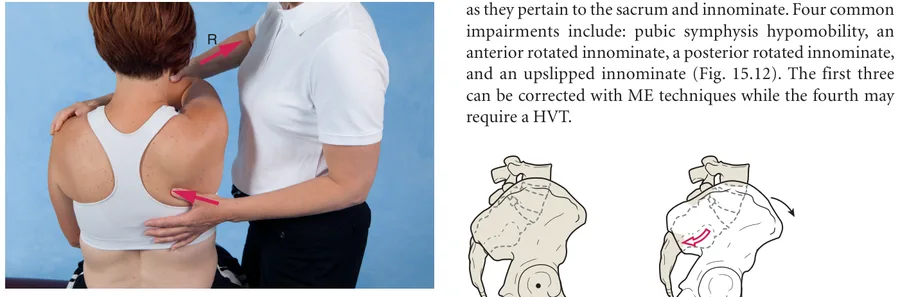 R
as they pertain to the sacrum and innominate. Four common
impairments include: pubic symphysis hypomobility, an
anterior rotated innominate, a posterior rotated innominate,
and an upslipped innominate (Fig. 15.12). The first three
can be corrected with ME techniques while the fourth may
require a HVT.